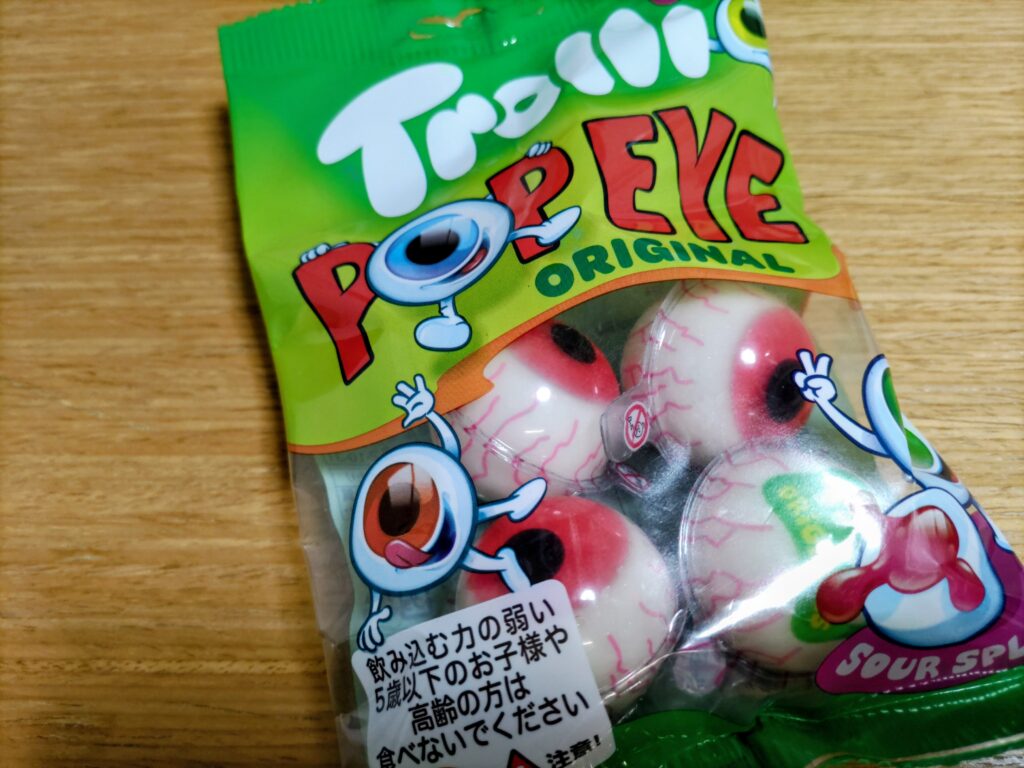 Trolli
POP EYE
ORIGINAL
SOUR SPL
飲み込む力の弱い
5歳以下のお子様や
高齢の方は
食べないでください
注意!